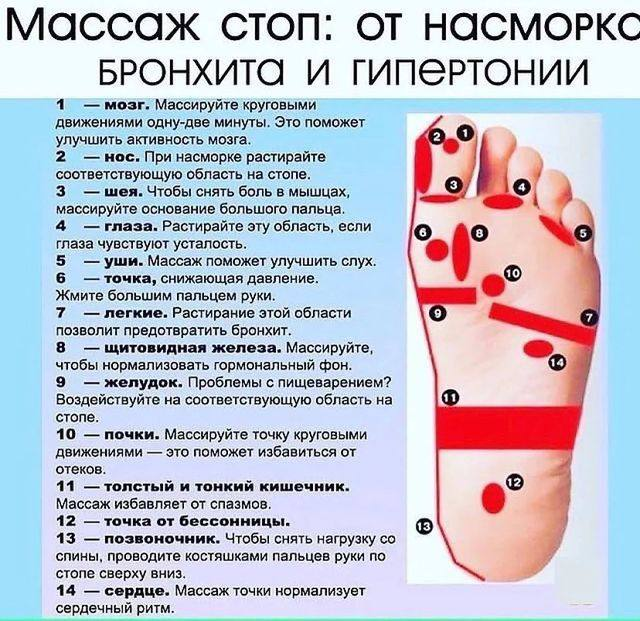 Массаж стоп: от насморка
БРОНХИТа И ГИПЕРТОНИИ
1 — мозг. Массируйте круговыми
движениями одну-две минуты. Это поможет
улучшить активность мозга.
2 — нос. При насморке растирайте
соответствующую область на стопе.
3 — шея. Чтобы снять боль в мышцах,
массируйте основание большого пальца.
4 — глаза. Растирайте эту область, если
глаза чувствуют усталость.
5 — уши. Массаж поможет улучшить слух.
6 — точка, снижающая давление.
Жмите большим пальцем руки.
7 — легкие. Растирание этой области
позволит предотвратить бронхит.
8 — щитовидная железа. Массируйте,
чтобы нормализовать гормональный фон.
9 — желудок. Проблемы с пищеварением?
Воздействуйте на соответствующую область на
стопе.
10 — почки. Массируйте точку круговыми
движениями — это поможет избавиться от
отеков.
11 — толстый и тонкий кишечник.
Массаж избавляет от спазмов.
12 — точка от бессонницы.
13 — позвоночник. Чтобы снять нагрузку со
спины, проводите костяшками пальцев руки по
стопе сверху вниз.
14 — сердце. Массаж точки нормализует
сердечный ритм.
2 1
3
4
6 8 5
10
9 7
14
11
12
13